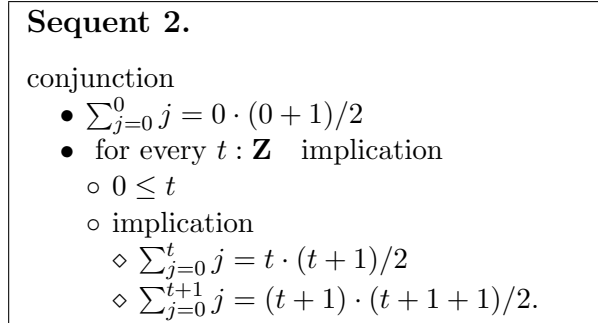 Sequent 2.
conjunction
• ∑_{j=0}^{0} j = 0 · (0 + 1)/2
• for every t : Z implication
◦ 0 ≤ t
◦ implication
⋄ ∑_{j=0}^{t} j = t · (t + 1)/2
⋄ ∑_{j=0}^{t+1} j = (t + 1) · (t + 1 + 1)/2.